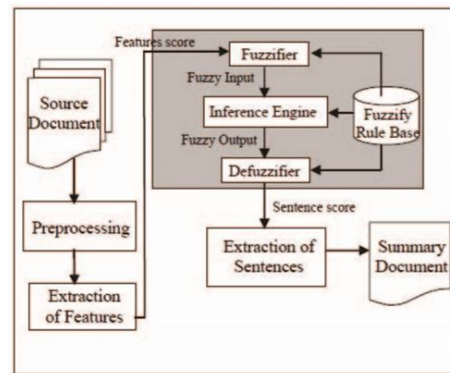 Features score
Fuzzifier
Fuzzy Input
Source
Document
Inference Engine
Fuzzify
Rule Base
Fuzzy Output
Defuzzifier
Sentence score
Preprocessing
Extraction of
Sentences
Summary
Document
Extraction
of Features